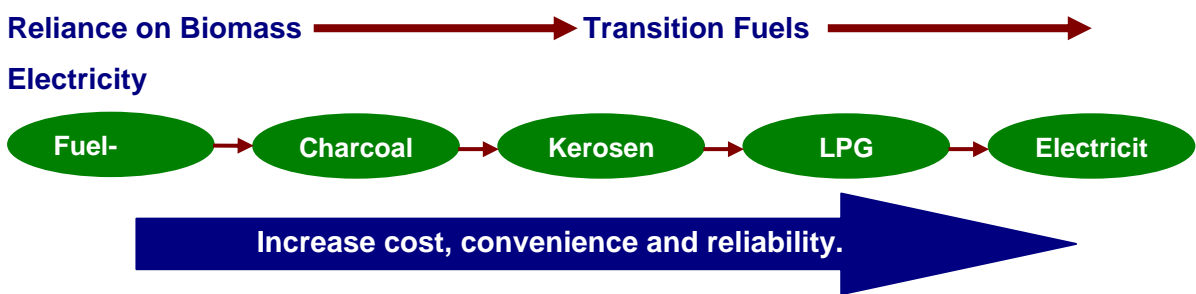 Reliance on Biomass Transition Fuels
Electricity
Fuel- Charcoal Kerosen LPG Electricit
Increase cost, convenience and reliability.